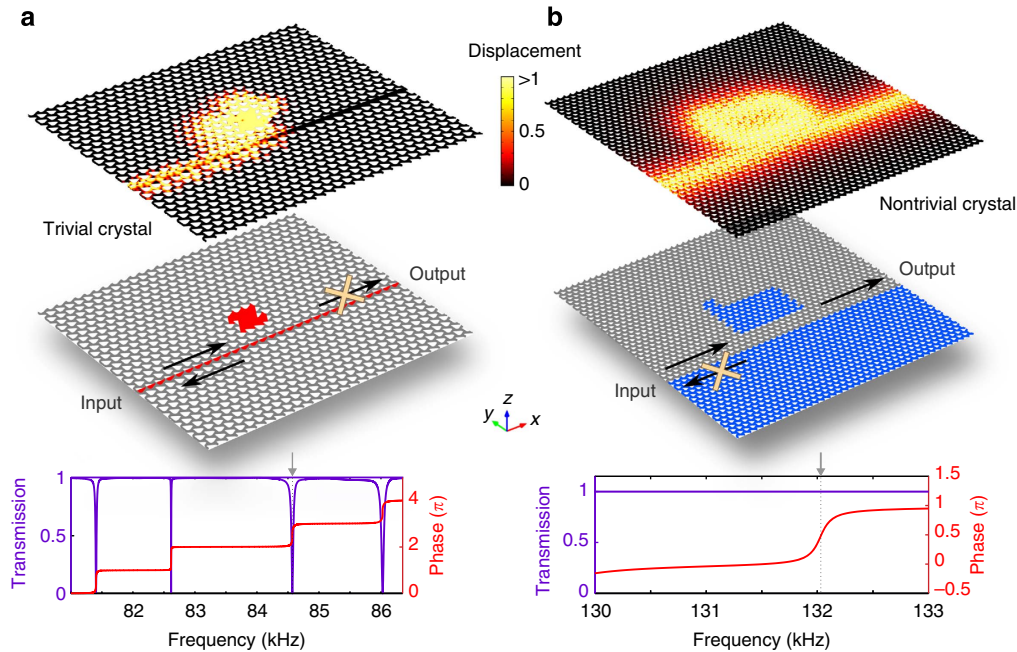 a
b
Displacement
>1
0.5
0
Trivial crystal
Nontrivial crystal
Output
Input
Output
Input
z
y
x
Transmission
1
0.5
0
82
83
84
85
86
Frequency (kHz)
4
2
0
Phase (π)
Transmission
1
0.5
0
130
131
132
133
Frequency (kHz)
1.5
1
0.5
0
−0.5
Phase (π)